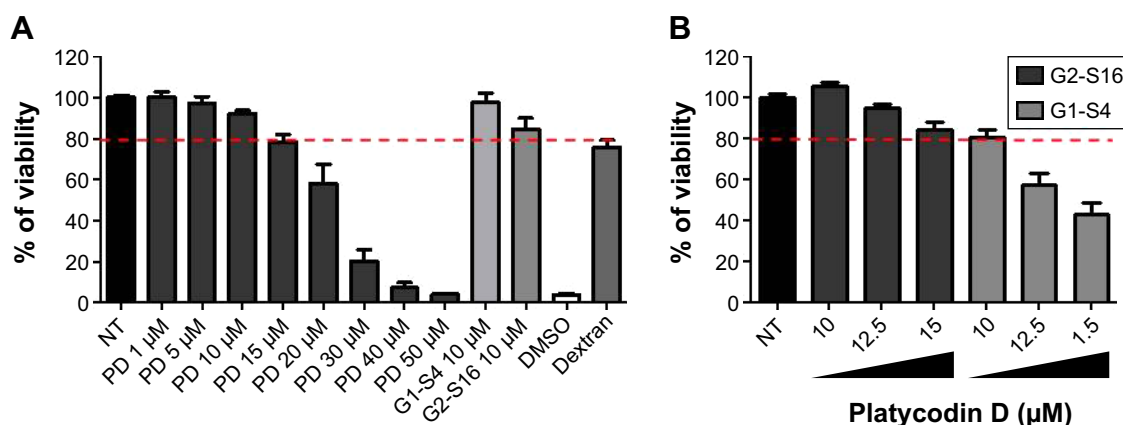 A
% of viability
120
100
80
60
40
20
0
NT
PD 1 µM
PD 5 µM
PD 10 µM
PD 15 µM
PD 20 µM
PD 30 µM
PD 40 µM
PD 50 µM
G1-S4 10 µM
G2-S16 10 µM
DMSO
Dextran
B
% of viability
120
100
80
60
40
20
0
G2-S16
G1-S4
NT
10
12.5
15
10
12.5
1.5
Platycodin D (µM)